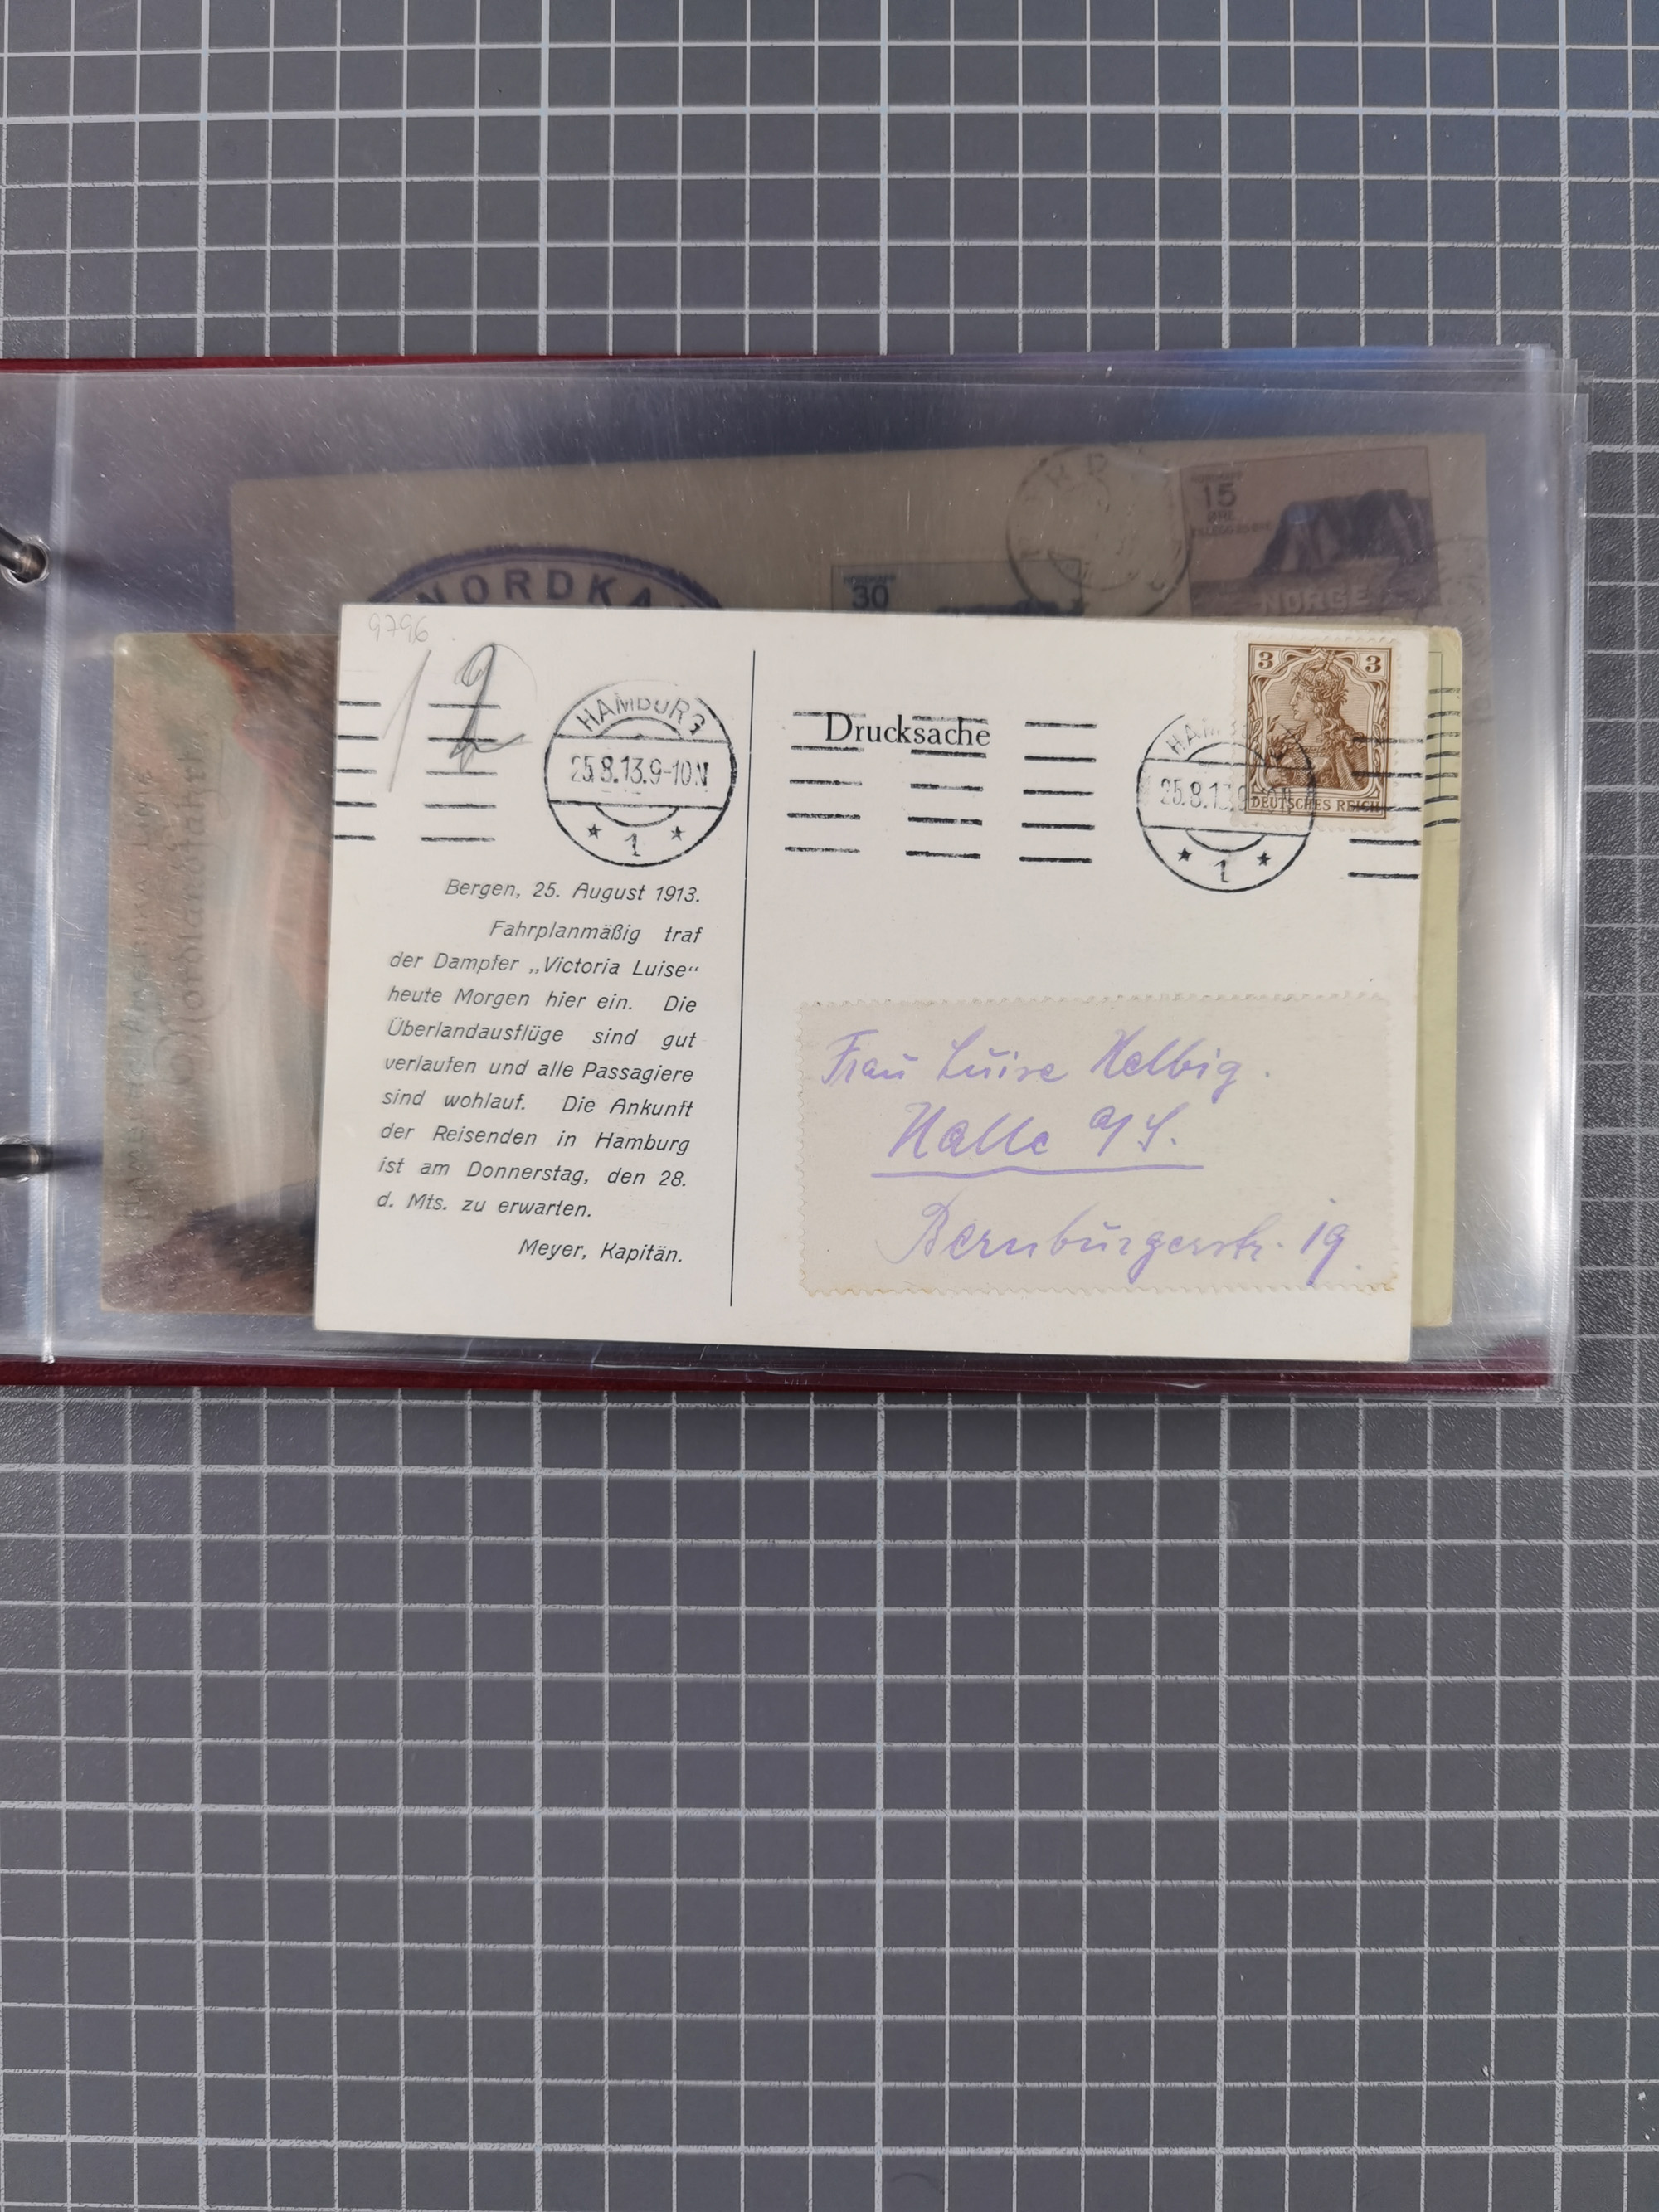 NORDKA
15
NORGE
30
9796
HAMBURG
25.8.13.9-10N
1
Drucksache
3 3
DEUTSCHES REICH
25.8.13.9
1
Bergen, 25. August 1913.
Fahrplanmäßig traf
der Dampfer „Victoria Luise“
heute Morgen hier ein. Die
Überlandausflüge sind gut
verlaufen und alle Passagiere
sind wohlauf. Die Ankunft
der Reisenden in Hamburg
ist am Donnerstag, den 28.
d. Mts. zu erwarten.
Meyer, Kapitän.
Frau Luise Helbig.
Halle a/S.
Bernburgerstr. 19